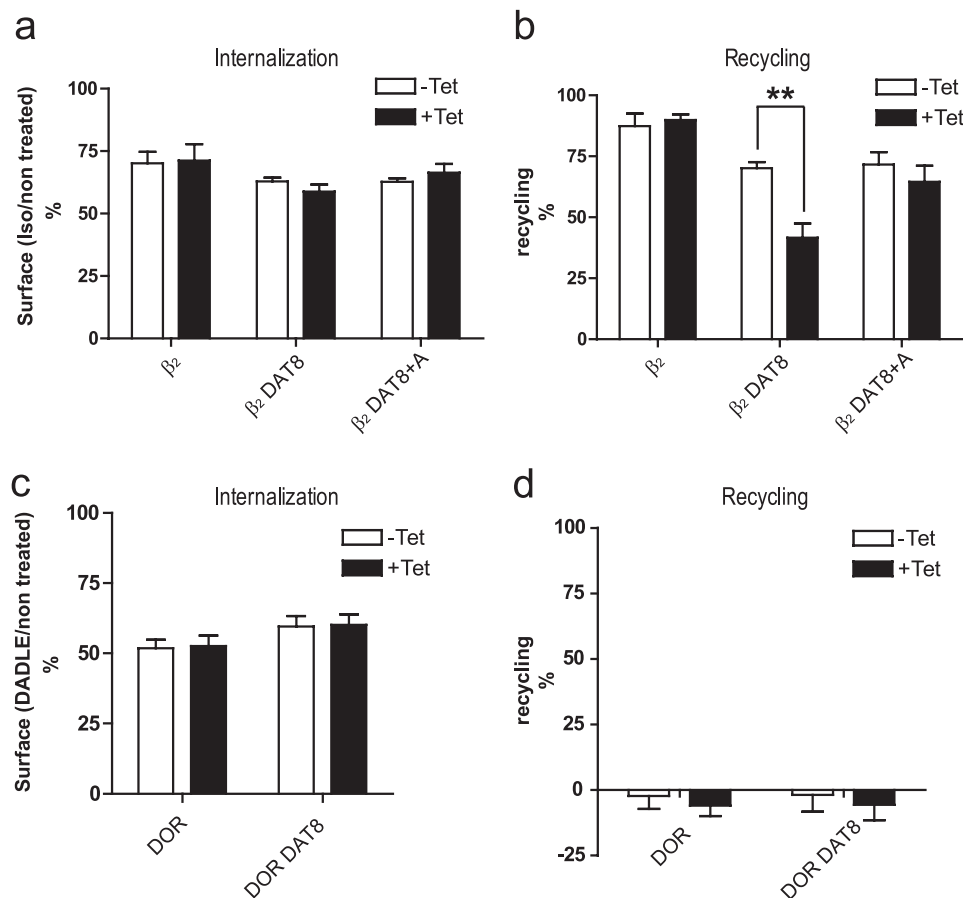 a
Internalization
-Tet
+Tet
Surface (Iso/non treated)
%
100
75
50
25
0
β₂
β₂ DAT8
β₂ DAT8+A
b
Recycling
-Tet
+Tet
**
recycling
%
100
75
50
25
0
β₂
β₂ DAT8
β₂ DAT8+A
c
Internalization
-Tet
+Tet
Surface (DADLE/non treated)
%
100
75
50
25
0
DOR
DOR DAT8
d
Recycling
-Tet
+Tet
recycling
%
100
75
50
25
0
-25
DOR
DOR DAT8